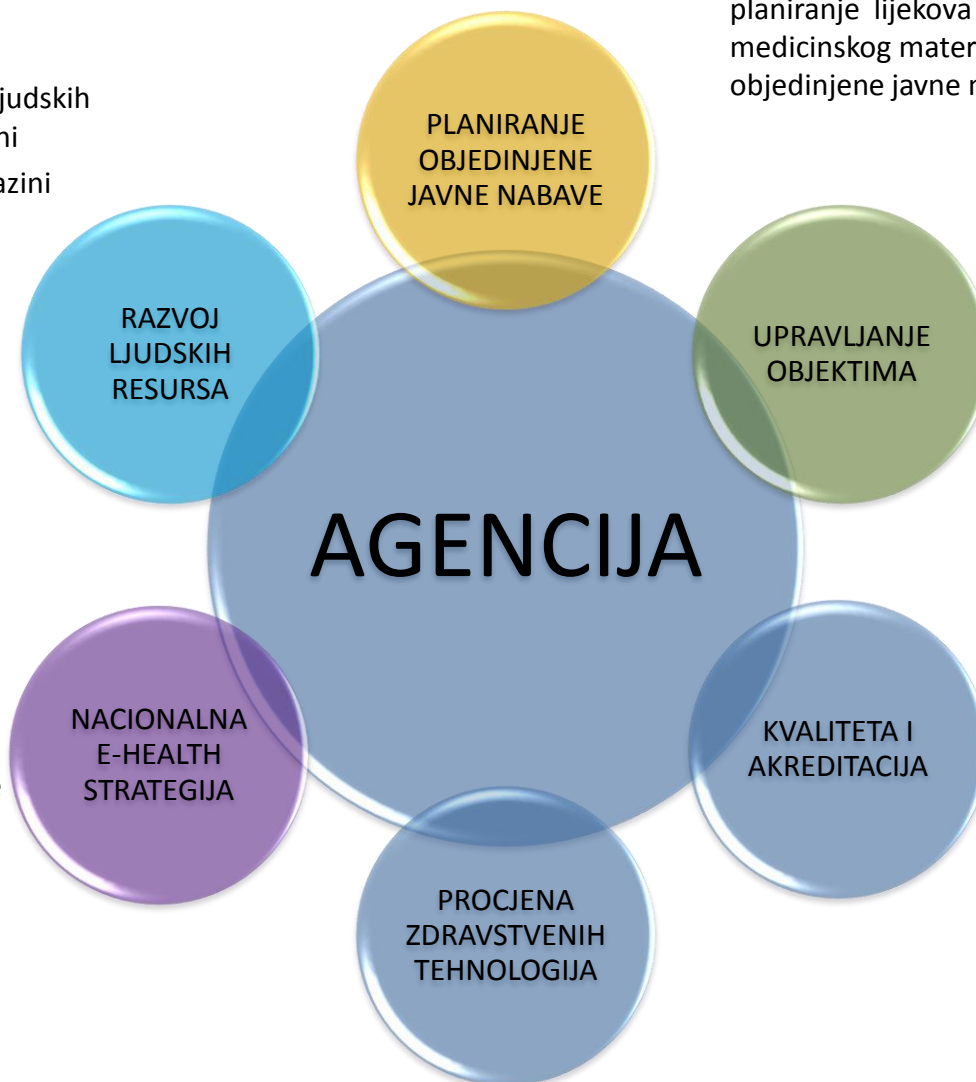 planiranje lijekova
medicinskog mater
objedinjene javne
judskih
ni
azini
PLANIRANJE
OBJEDINJENE
JAVNE NABAVE
RAZVOJ
LJUDSKIH
RESURSA
UPRAVLJANJE
OBJEKTIMA
AGENCIJA
NACIONALNA
E-HEALTH
STRATEGIJA
KVALITETA I
AKREDITACIJA
PROCJENA
ZDRAVSTVENIH
TEHNOLOGIJA